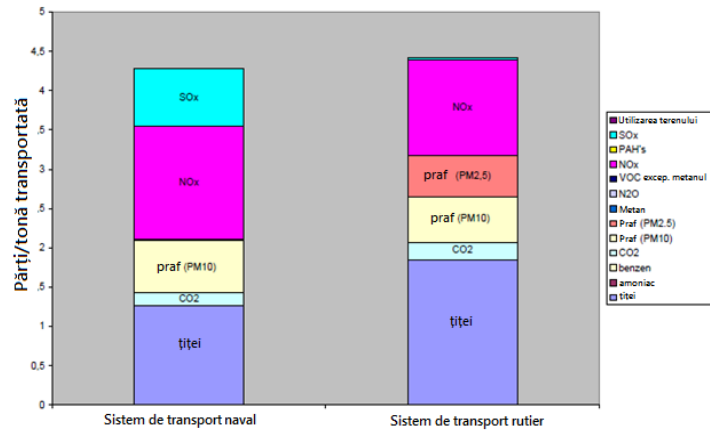 Părți/tonă transportată
5
4,5
4
,5
3
,5
2
,5
1
0,5
0
SOx
NOx
praf (PM10)
CO2
țiței
NOx
praf (PM2,5)
praf (PM10)
CO2
țiței
Sistem de transport naval
Sistem de transport rutier
Utilizarea terenului
SOx
PAH's
NOx
VOC excep. metanul
N2O
Metan
Praf (PM2.5)
Praf (PM10)
CO2
benzen
amoniac
titei